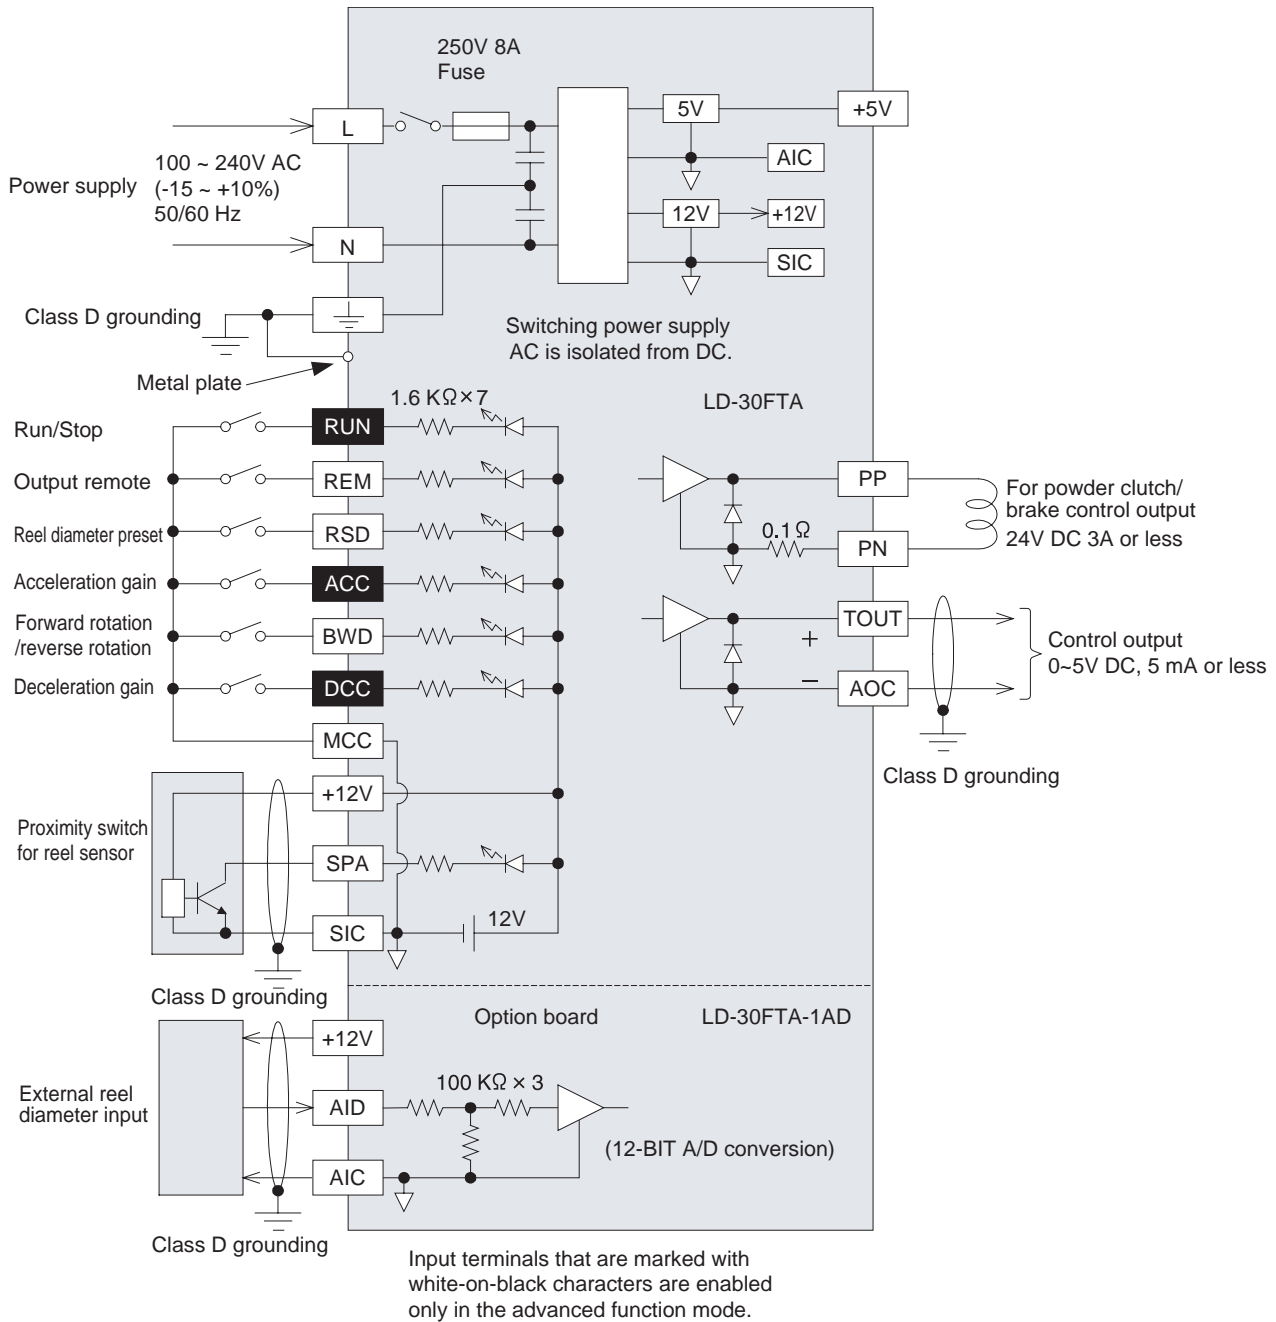 250V 8A
Fuse
5V
+5V
L
AIC
Power supply
100 ~ 240V AC
(-15 ~ +10%)
50/60 Hz
12V
+12V
N
SIC
Class D grounding
Switching power supply
AC is isolated from DC.
Metal plate
1.6 KΩ×7
LD-30FTA
Run/Stop
RUN
Output remote
REM
PP
For powder clutch/
brake control output
24V DC 3A or less
Reel diameter preset
RSD
0.1Ω
PN
Acceleration gain
ACC
Forward rotation
/reverse rotation
BWD
TOUT
+
Control output
0~5V DC, 5 mA or less
Deceleration gain
DCC
−
AOC
MCC
Class D grounding
+12V
Proximity switch
for reel sensor
SPA
SIC
12V
Class D grounding
Option board
LD-30FTA-1AD
+12V
External reel
diameter input
AID
100 KΩ × 3
(12-BIT A/D conversion)
AIC
Class D grounding
Input terminals that are marked with
white-on-black characters are enabled
only in the advanced function mode.